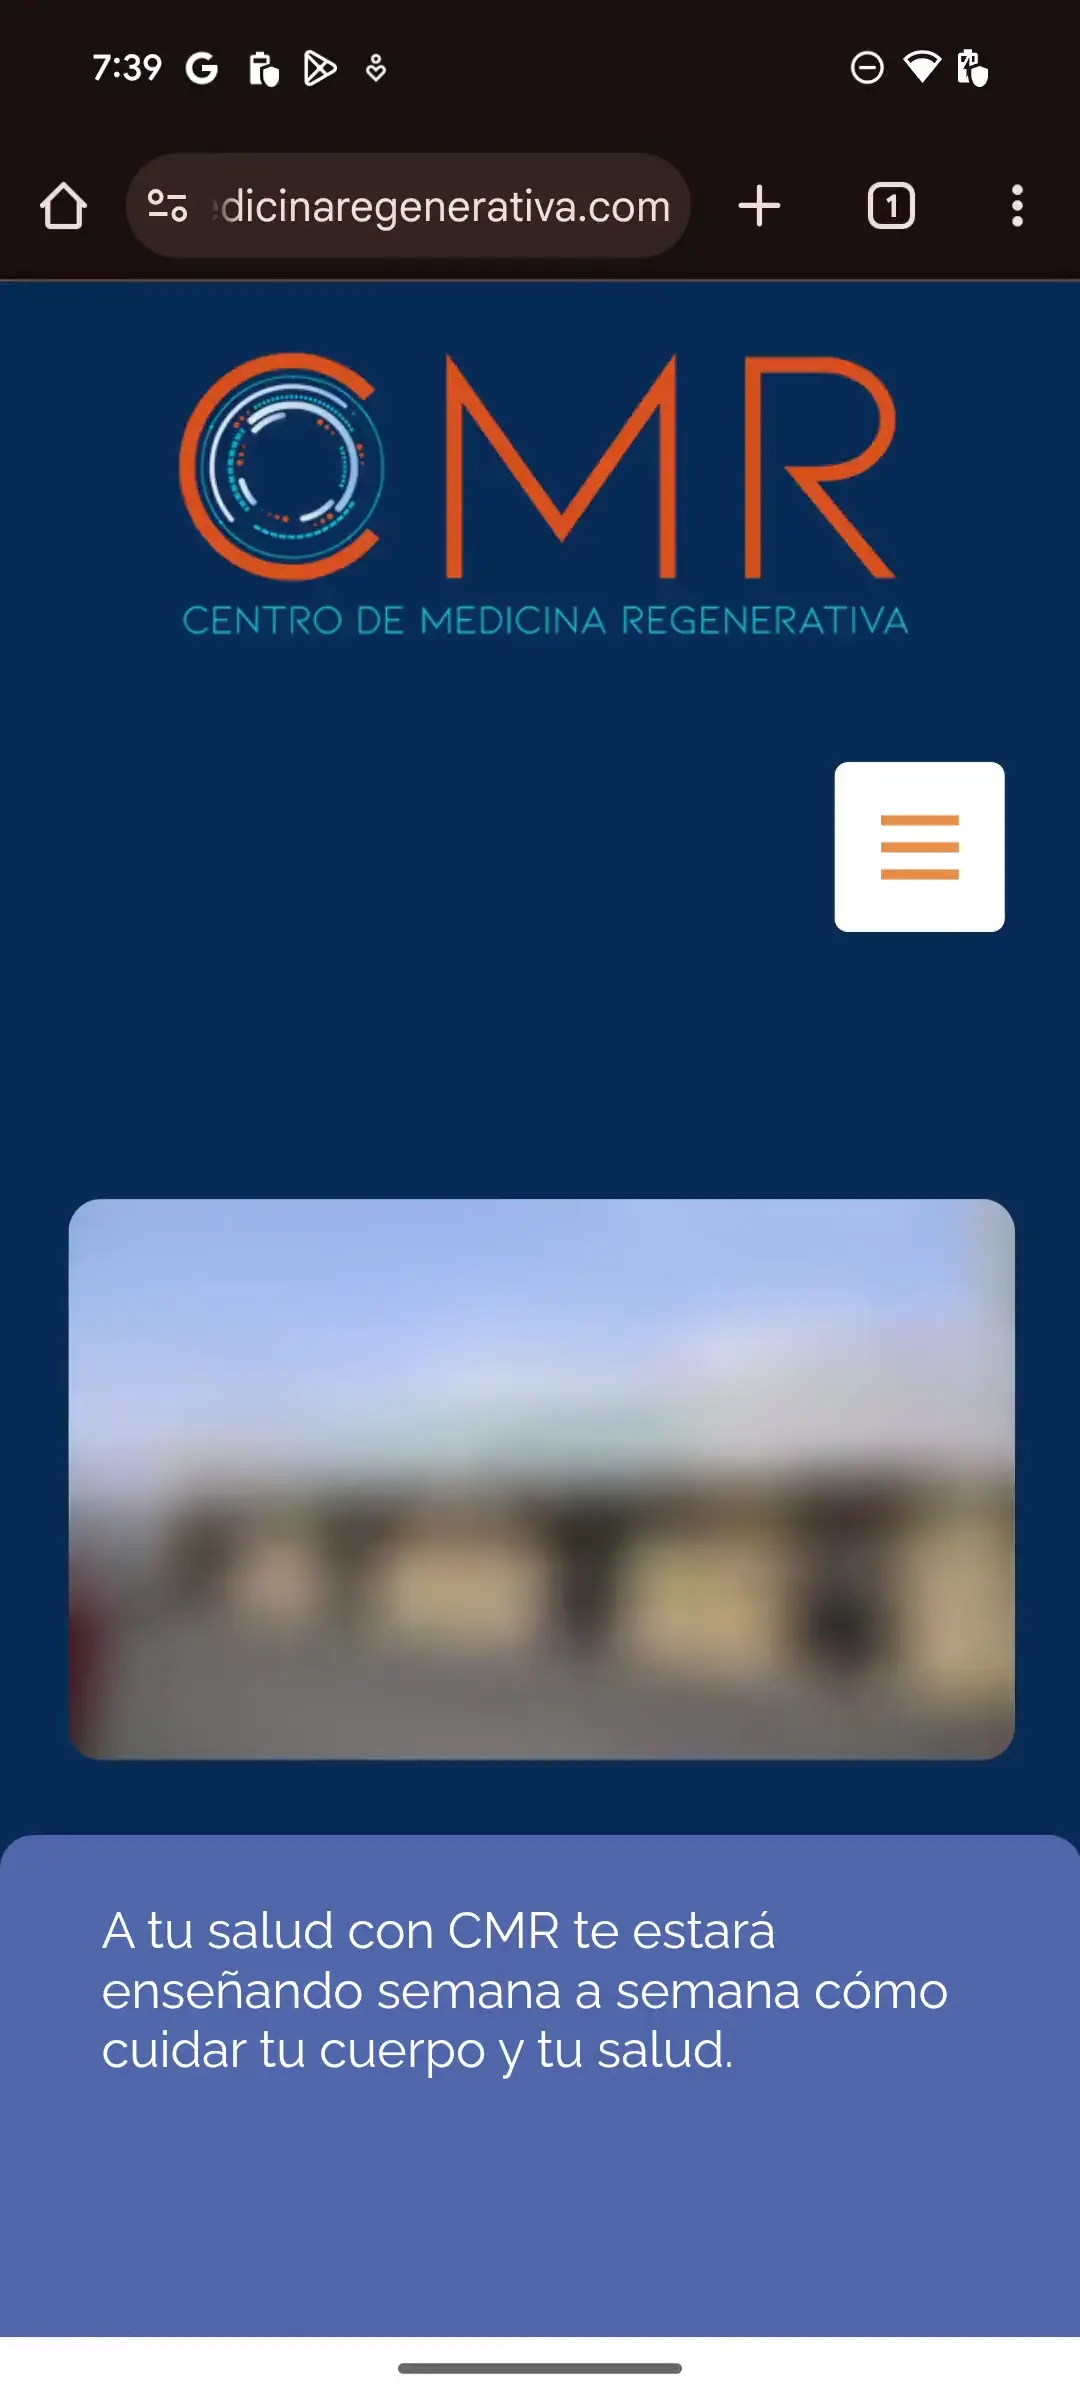 7:39
dicinaregenerativa.com
1
CMR
CENTRO DE MEDICINA REGENERATIVA
A tu salud con CMR te estará
enseñando semana a semana cómo
cuidar tu cuerpo y tu salud.